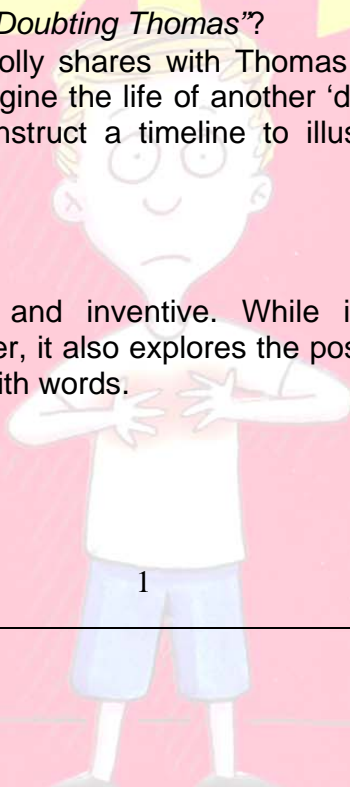 Doubting Thomas"?
olly shares with Thomas
gine the life of another 'd
nstruct a timeline to illus
and inventive. While i
er, it also explores the pos
ith words.
1